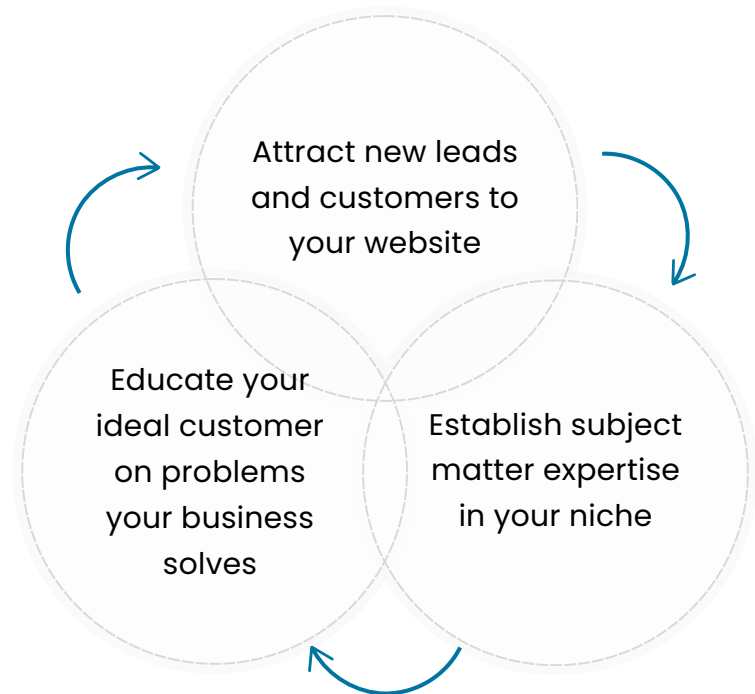 Attract new leads
and customers to
your website
Educate your
ideal customer
on problems
your business
solves
Establish subject
matter expertise
in your niche